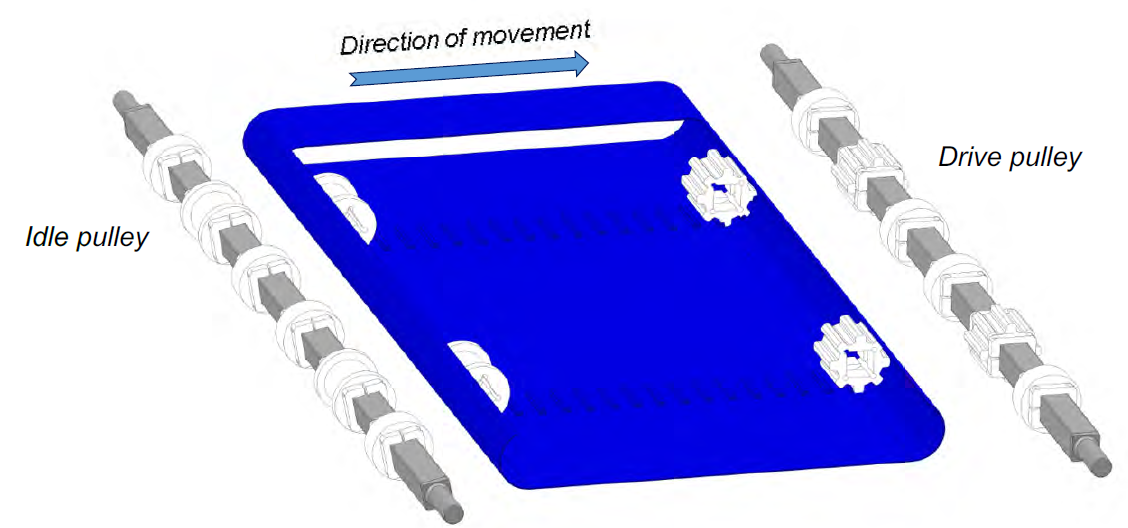 Direction of movement
Drive pulley
Idle pulley